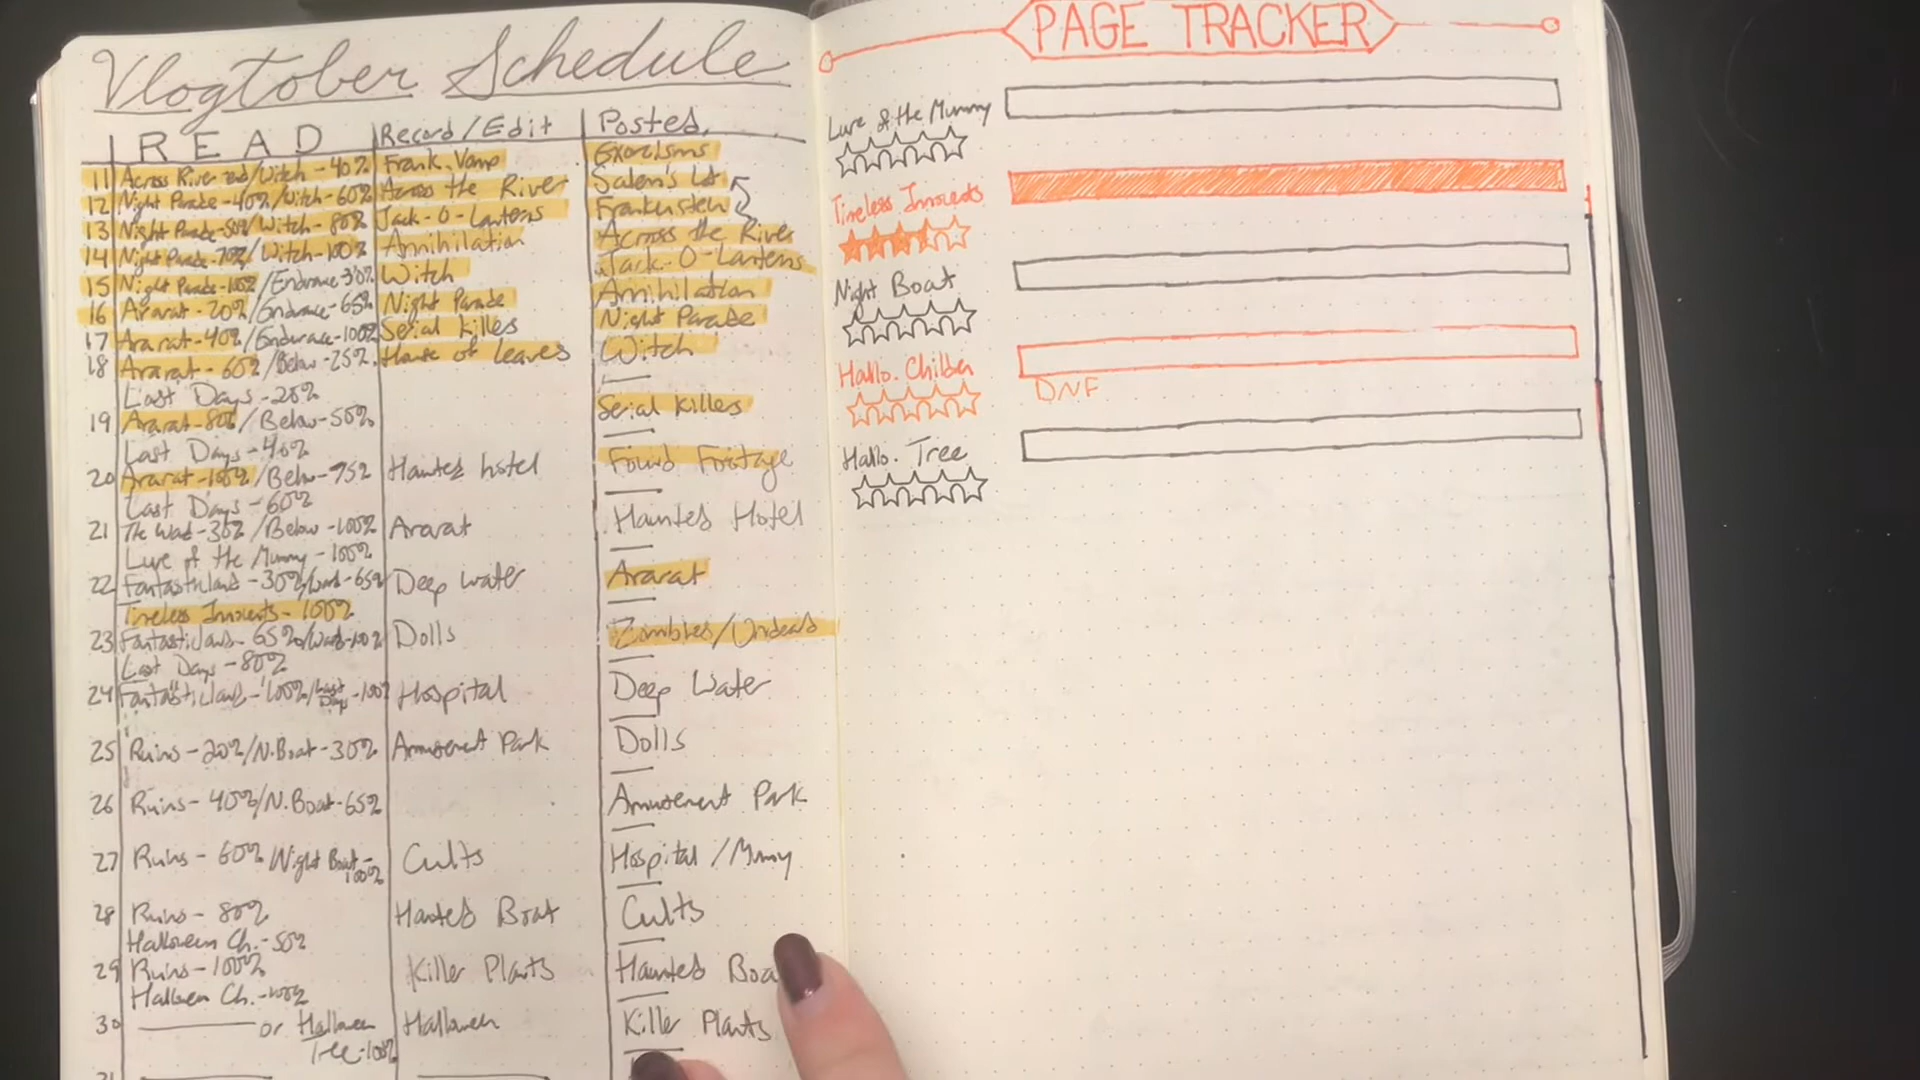 Vlogtober Schedule
READ Record/Edit Posted
11 Across River /Witch - 40% Frank. Vamp Exorcisms
12 Night Parade - 40%/Witch - 60% Across the River Salem's Lot
13 Night Parade - 50%/Witch - 80% Jack-O-Lanterns Frankenstein
14 Night Parade - 70%/Witch - 100% Annihilation Across the River
15 Night Parade - 100%/Endurance 30% Witch Jack-O-Lanterns
16 Ararat - 20%/Endurance - 65% Night Parade Annihilation
17 Ararat - 40%/Endurance - 100% Serial Killers Night Parade
18 Ararat - 60%/Below - 25% House of Leaves Witch
Last Days - 20%
19 Ararat - 80%/Below - 50% Serial Killers
Last Days - 40%
20 Ararat - 100%/Below - 75% Haunted hotel Found Footage
Last Days - 60%
21 The - 30%/Below - 100% Ararat Haunted Hotel
Lure of the Mummy - 100%
22 Fantasticland - 30%/ - 65% Deep Water Ararat
Tireless Innocents - 100%
23 Fantasticland - 65%/ - 100% Dolls Zombies/Undead
Last Days - 80%
24 Fantasticland - 100%/Last Days - 100% Hospital Deep Water
25 Ruins - 20%/N.Boat - 30% Amusement Park Dolls
26 Ruins - 40%/N.Boat - 65% Amusement Park
27 Ruins - 60%/Night Boat - 100% Cults Hospital/Mummy
28 Ruins - 80% Haunted Boat Cults
Halloween Ch. - 50%
29 Ruins - 100% Killer Plants Haunted Boa
Halloween Ch. - 100%
30 or Halloween Tree - 100% Halloween Killer Plants
31
PAGE TRACKER
Lure of the Mummy
Tireless Innocents
Night Boat
Hallo. Children
DNF
Hallo. Tree